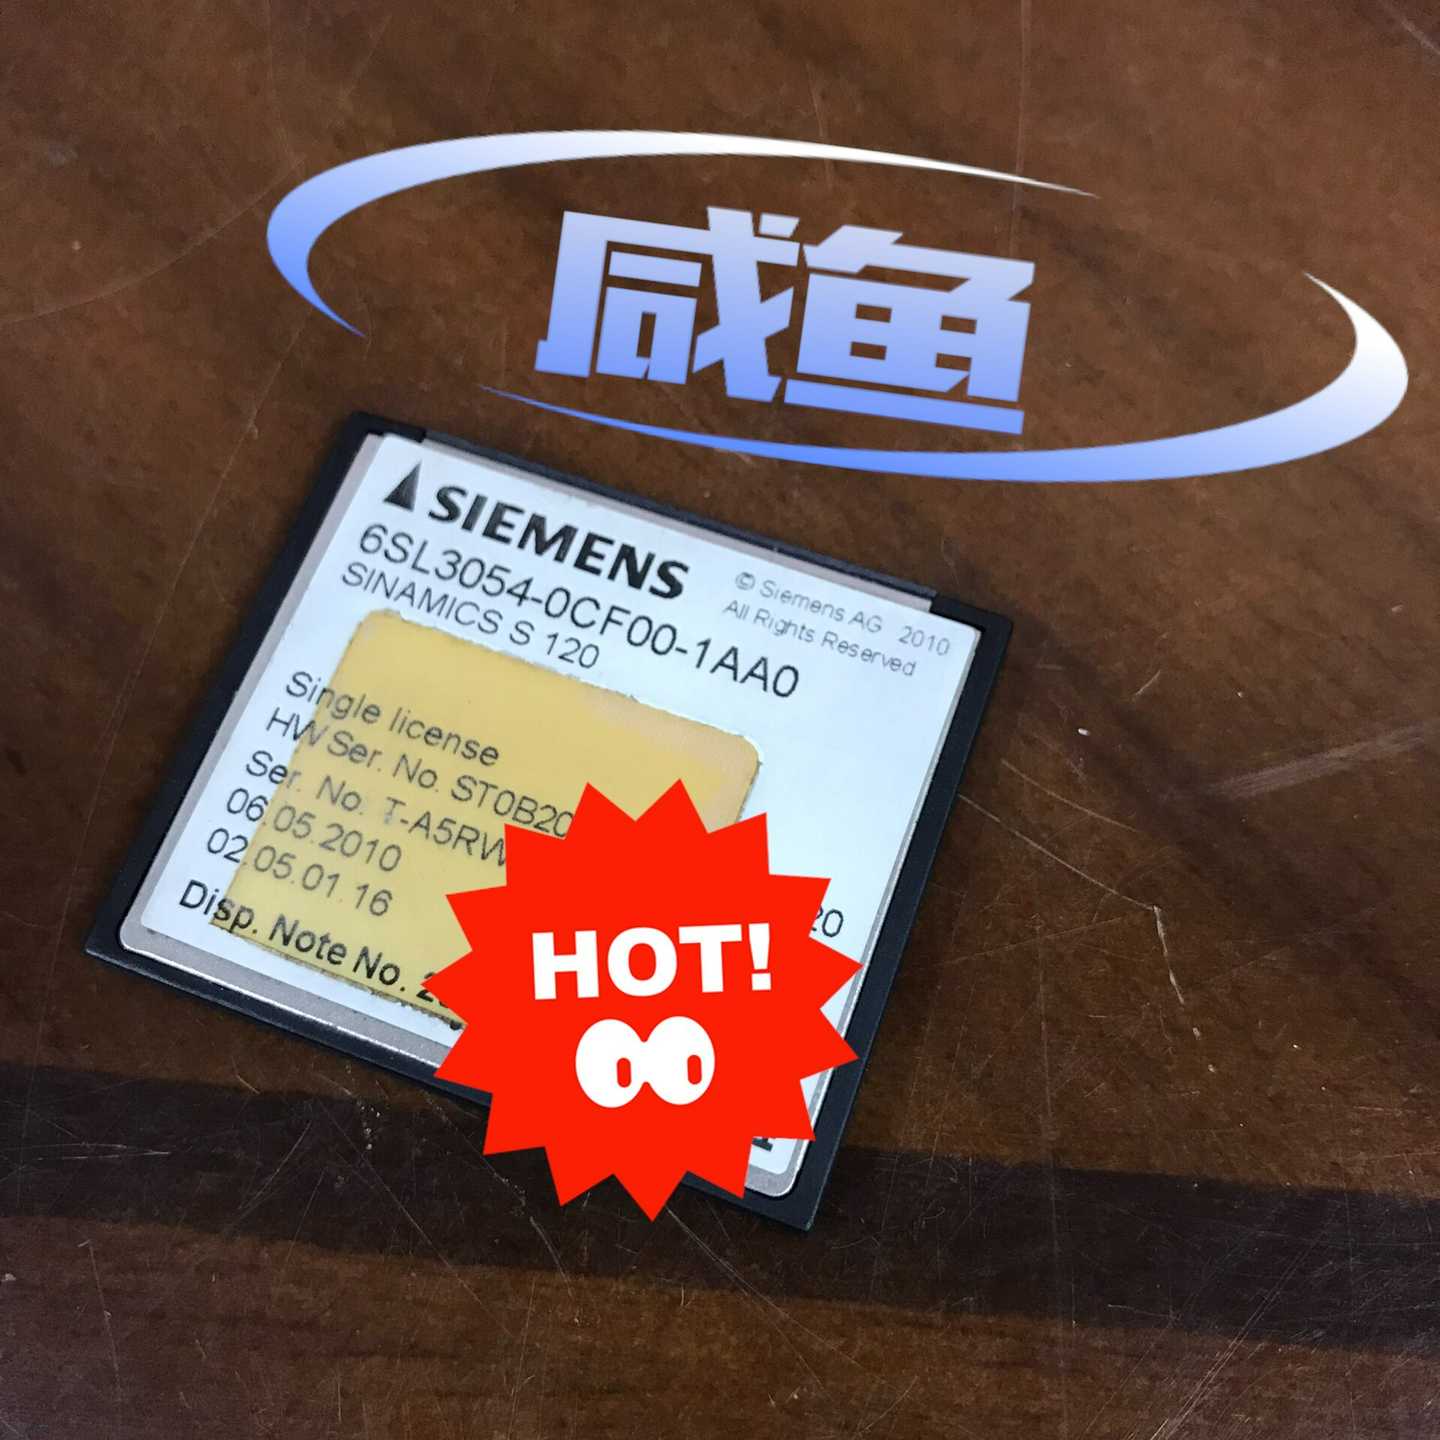 咸鱼
SIEMENS
6SL3054-0CF00-1AA0
SINAMICS S 120
© Siemens AG 2010
All Rights Reserved
Single license
HW Ser. No. ST0B20
Ser. No. T-A5RW
06.05.2010
20
02.05.01.16
Disp. Note No.
HOT!